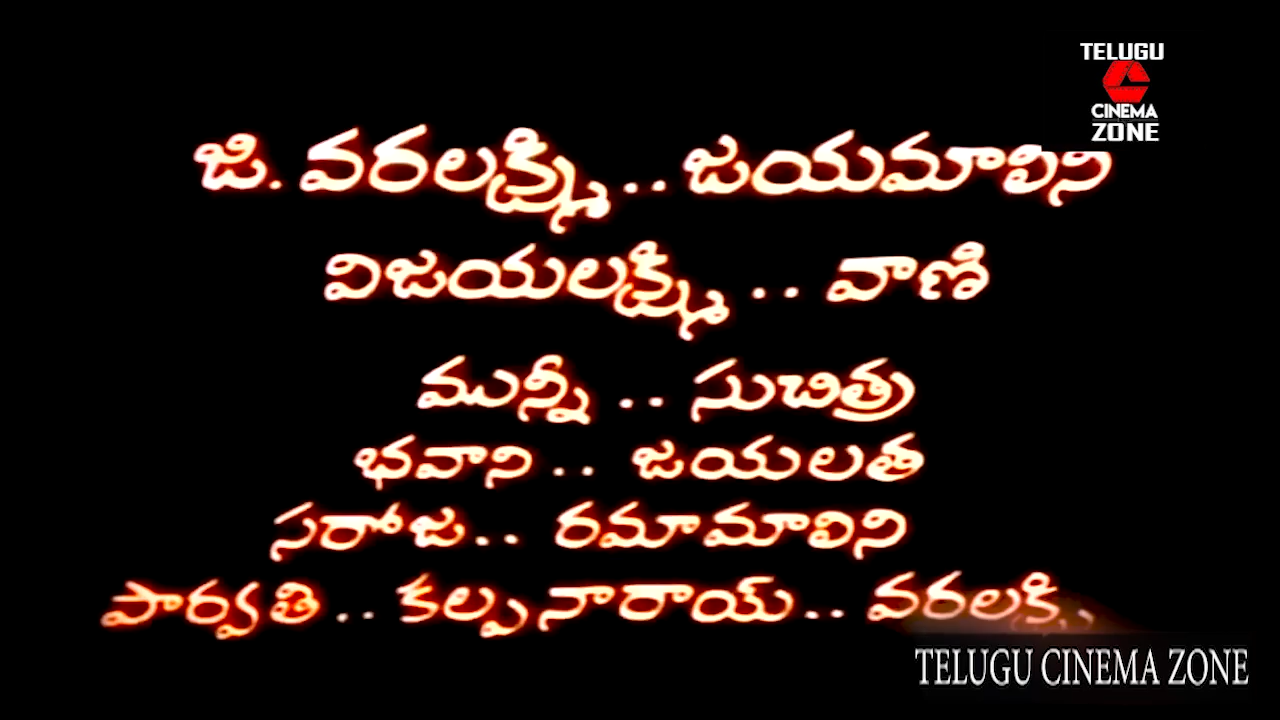 TELUGU
CINEMA
ZONE
జి. వరలక్ష్మి .. జయమాలిని
విజయలక్ష్మి .. వాణి
మున్నీ .. సుచిత్ర
భవాని .. జయలత
సరోజ .. రమామాలిని
పార్వతి .. కల్పనారాయ్ .. వరలక్ష్మి
TELUGU CINEMA ZONE